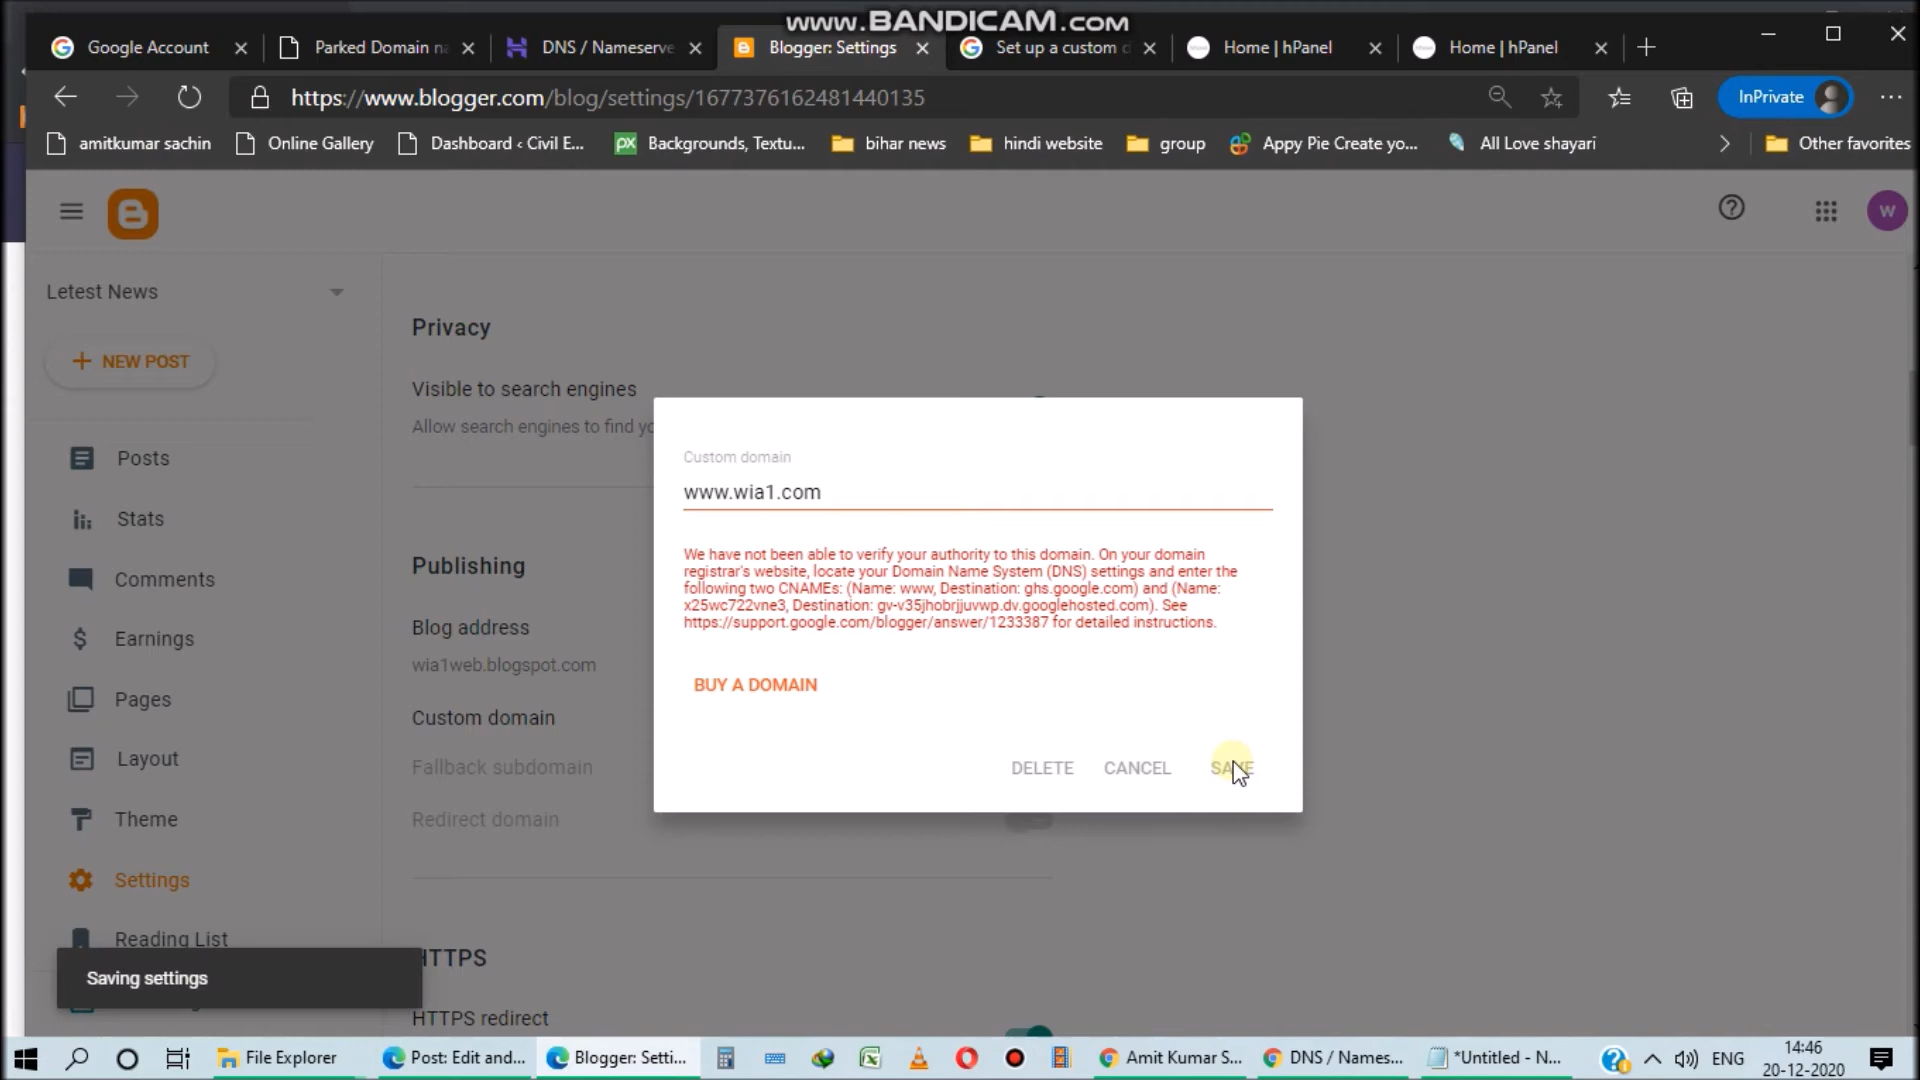 www.BANDICAM.com
Google Account
Parked Domain na
DNS / Nameserve
Blogger: Settings
Set up a custom d
Home | hPanel
Home | hPanel
https://www.blogger.com/blog/settings/1677376162481440135
InPrivate
amitkumar sachin
Online Gallery
Dashboard ‹ Civil E...
Backgrounds, Textu...
bihar news
hindi website
group
Appy Pie Create yo...
All Love shayari
Other favorites
W
Letest News
NEW POST
Posts
Stats
Comments
Earnings
Pages
Layout
Theme
Settings
Reading List
Saving settings
Privacy
Visible to search engines
Allow search engines to find yo
Publishing
Blog address
wia1web.blogspot.com
Custom domain
Fallback subdomain
Redirect domain
HTTPS
HTTPS redirect
Custom domain
www.wia1.com
We have not been able to verify your authority to this domain. On your domain
registrar's website, locate your Domain Name System (DNS) settings and enter the
following two CNAMEs: (Name: www, Destination: ghs.google.com) and (Name:
x25wc722vne3, Destination: gv-v35jhobrjjuvwp.dv.googlehosted.com). See
https://support.google.com/blogger/answer/1233387 for detailed instructions.
BUY A DOMAIN
DELETE
CANCEL
SAVE
File Explorer
Post: Edit and...
Blogger: Setti...
Amit Kumar S...
DNS / Names...
*Untitled - N...
ENG
14:46
20-12-2020